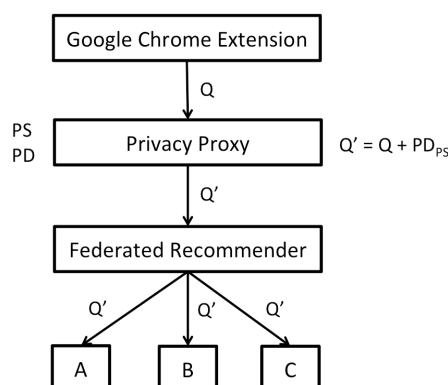 Google Chrome Extension
Q
PS
PD
Privacy Proxy
Q’ = Q + PD_PS
Q’
Federated Recommender
Q’ Q’ Q’
A B C